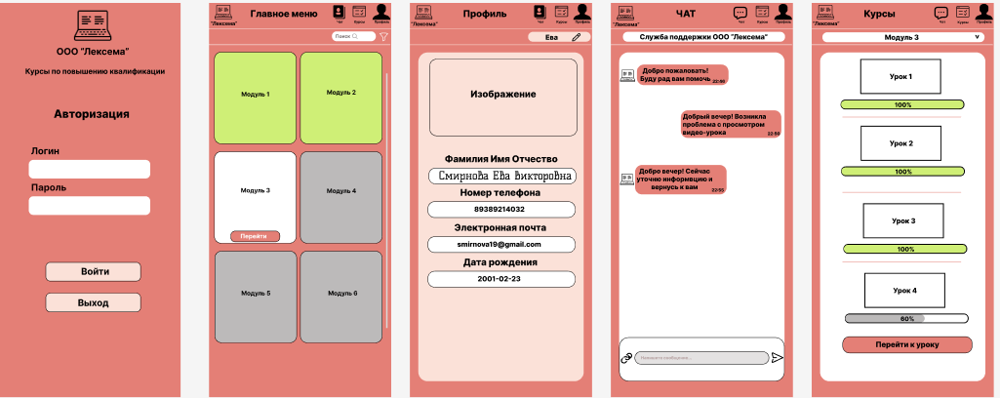 ООО "Лексема"
Курсы по повышению квалификации
Авторизация
Логин
Пароль
Войти
Выход
"Лексема"
Главное меню
Чат
Курсы
Профиль
Поиск
Модуль 1
Модуль 2
Модуль 3
Перейти
Модуль 4
Модуль 5
Модуль 6
"Лексема"
Профиль
Чат
Курсы
Профиль
Ева
Изображение
Фамилия Имя Отчество
Смирнова Ева Викторовна
Номер телефона
89389214032
Электронная почта
smirnova19@gmail.com
Дата рождения
2001-02-23
"Лексема"
ЧАТ
Чат
Курсы
Профиль
Служба поддержки ООО "Лексема"
Добро пожаловать!
Буду рад вам помочь 22:46
Добрый вечер! Возникла
проблема с просмотром
видео-урока 22:50
Добро вечер! Сейчас
уточню информацию и
вернусь к вам 22:55
Напишите сообщение...
"Лексема"
Курсы
Чат
Курсы
Профиль
Модуль 3
Урок 1
100%
Урок 2
100%
Урок 3
100%
Урок 4
60%
Перейти к уроку